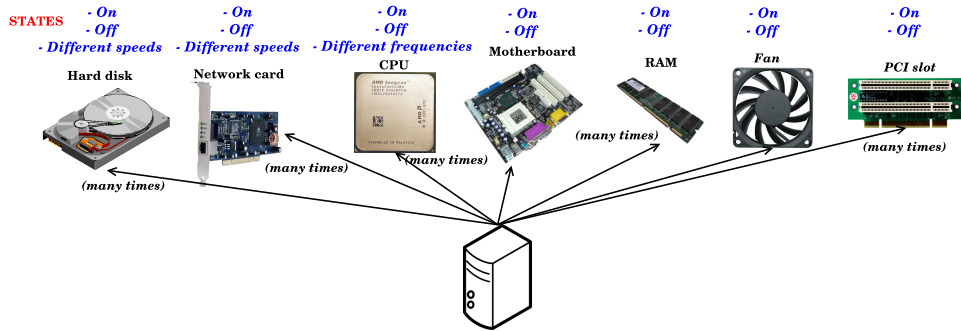 STATES
- On
- Off
- Different speeds
Hard disk
(many times)
- On
- Off
- Different speeds
Network card
(many times)
- On
- Off
- Different frequencies
CPU
AMD Sempron™
(many times)
- On
- Off
Motherboard
- On
- Off
RAM
(many times)
- On
- Off
Fan
- On
- Off
PCI slot
(many times)